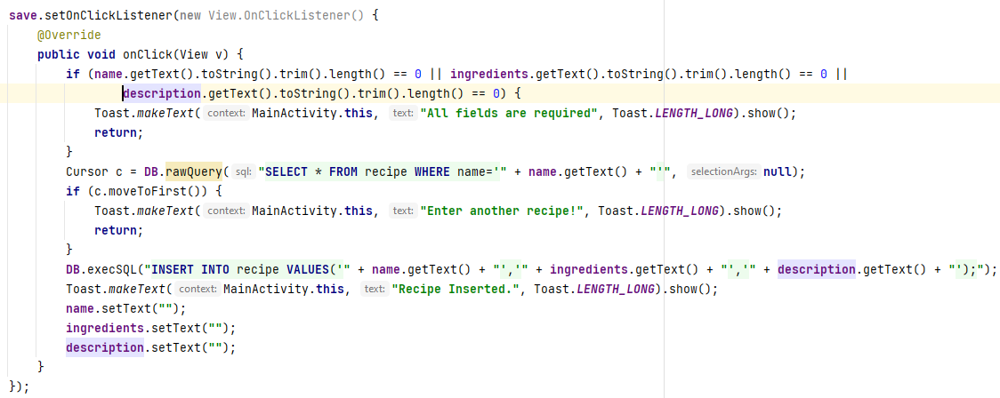 save.setOnClickListener(new View.OnClickListener() {
@Override
public void onClick(View v) {
if (name.getText().toString().trim().length() == 0 || ingredients.getText().toString().trim().length() == 0 ||
description.getText().toString().trim().length() == 0) {
Toast.makeText( context: MainActivity.this, text: "All fields are required", Toast.LENGTH_LONG).show();
return;
}
Cursor c = DB.rawQuery( sql: "SELECT * FROM recipe WHERE name='" + name.getText() + "'", selectionArgs: null);
if (c.moveToFirst()) {
Toast.makeText( context: MainActivity.this, text: "Enter another recipe!", Toast.LENGTH_LONG).show();
return;
}
DB.execSQL("INSERT INTO recipe VALUES('" + name.getText() + "','" + ingredients.getText() + "','" + description.getText() + "');");
Toast.makeText( context: MainActivity.this, text: "Recipe Inserted.", Toast.LENGTH_LONG).show();
name.setText("");
ingredients.setText("");
description.setText("");
}
});